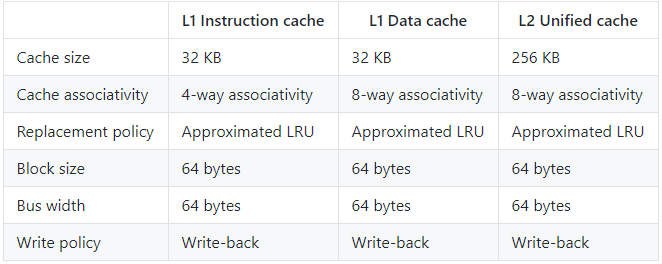 L1 Instruction cache L1 Data cache L2 Unified cache
Cache size 32 KB 32 KB 256 KB
Cache associativity 4-way associativity 8-way associativity 8-way associativity
Replacement policy Approximated LRU Approximated LRU Approximated LRU
Block size 64 bytes 64 bytes 64 bytes
Bus width 64 bytes 64 bytes 64 bytes
Write policy Write-back Write-back Write-back